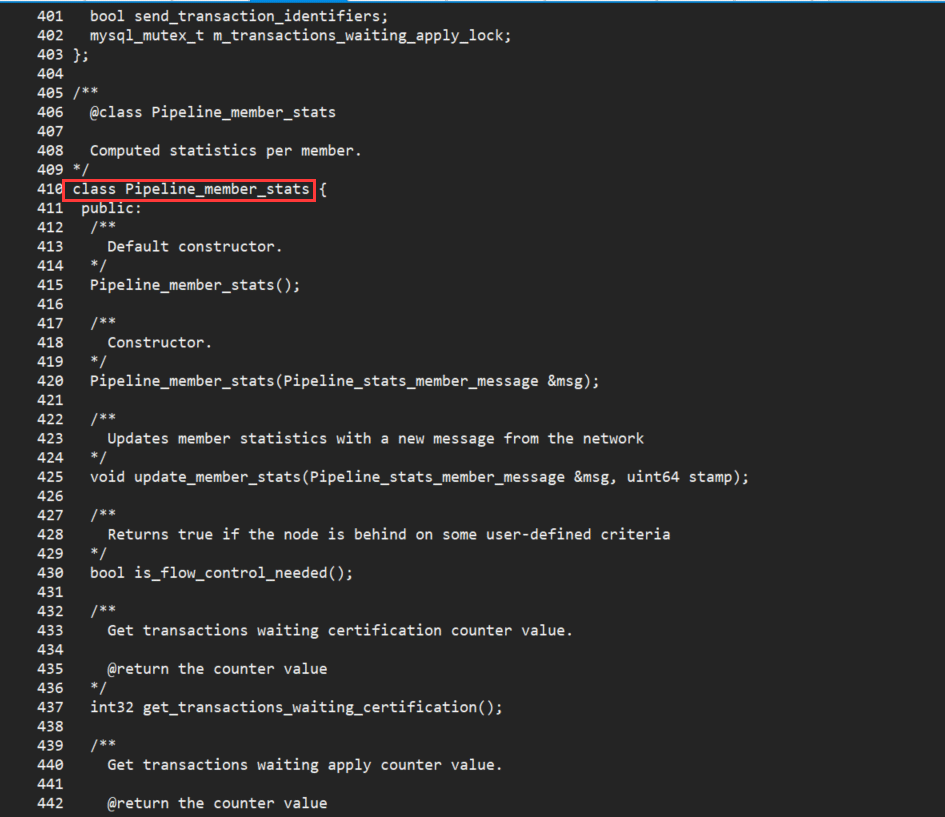 401   bool send_transaction_identifiers;
402   mysql_mutex_t m_transactions_waiting_apply_lock;
403 };
404
405 /**
406   @class Pipeline_member_stats
407
408   Computed statistics per member.
409 */
410 class Pipeline_member_stats {
411  public:
412   /**
413     Default constructor.
414   */
415   Pipeline_member_stats();
416
417   /**
418     Constructor.
419   */
420   Pipeline_member_stats(Pipeline_stats_member_message &msg);
421
422   /**
423     Updates member statistics with a new message from the network
424   */
425   void update_member_stats(Pipeline_stats_member_message &msg, uint64 stamp);
426
427   /**
428     Returns true if the node is behind on some user-defined criteria
429   */
430   bool is_flow_control_needed();
431
432   /**
433     Get transactions waiting certification counter value.
434
435     @return the counter value
436   */
437   int32 get_transactions_waiting_certification();
438
439   /**
440     Get transactions waiting apply counter value.
441
442     @return the counter value